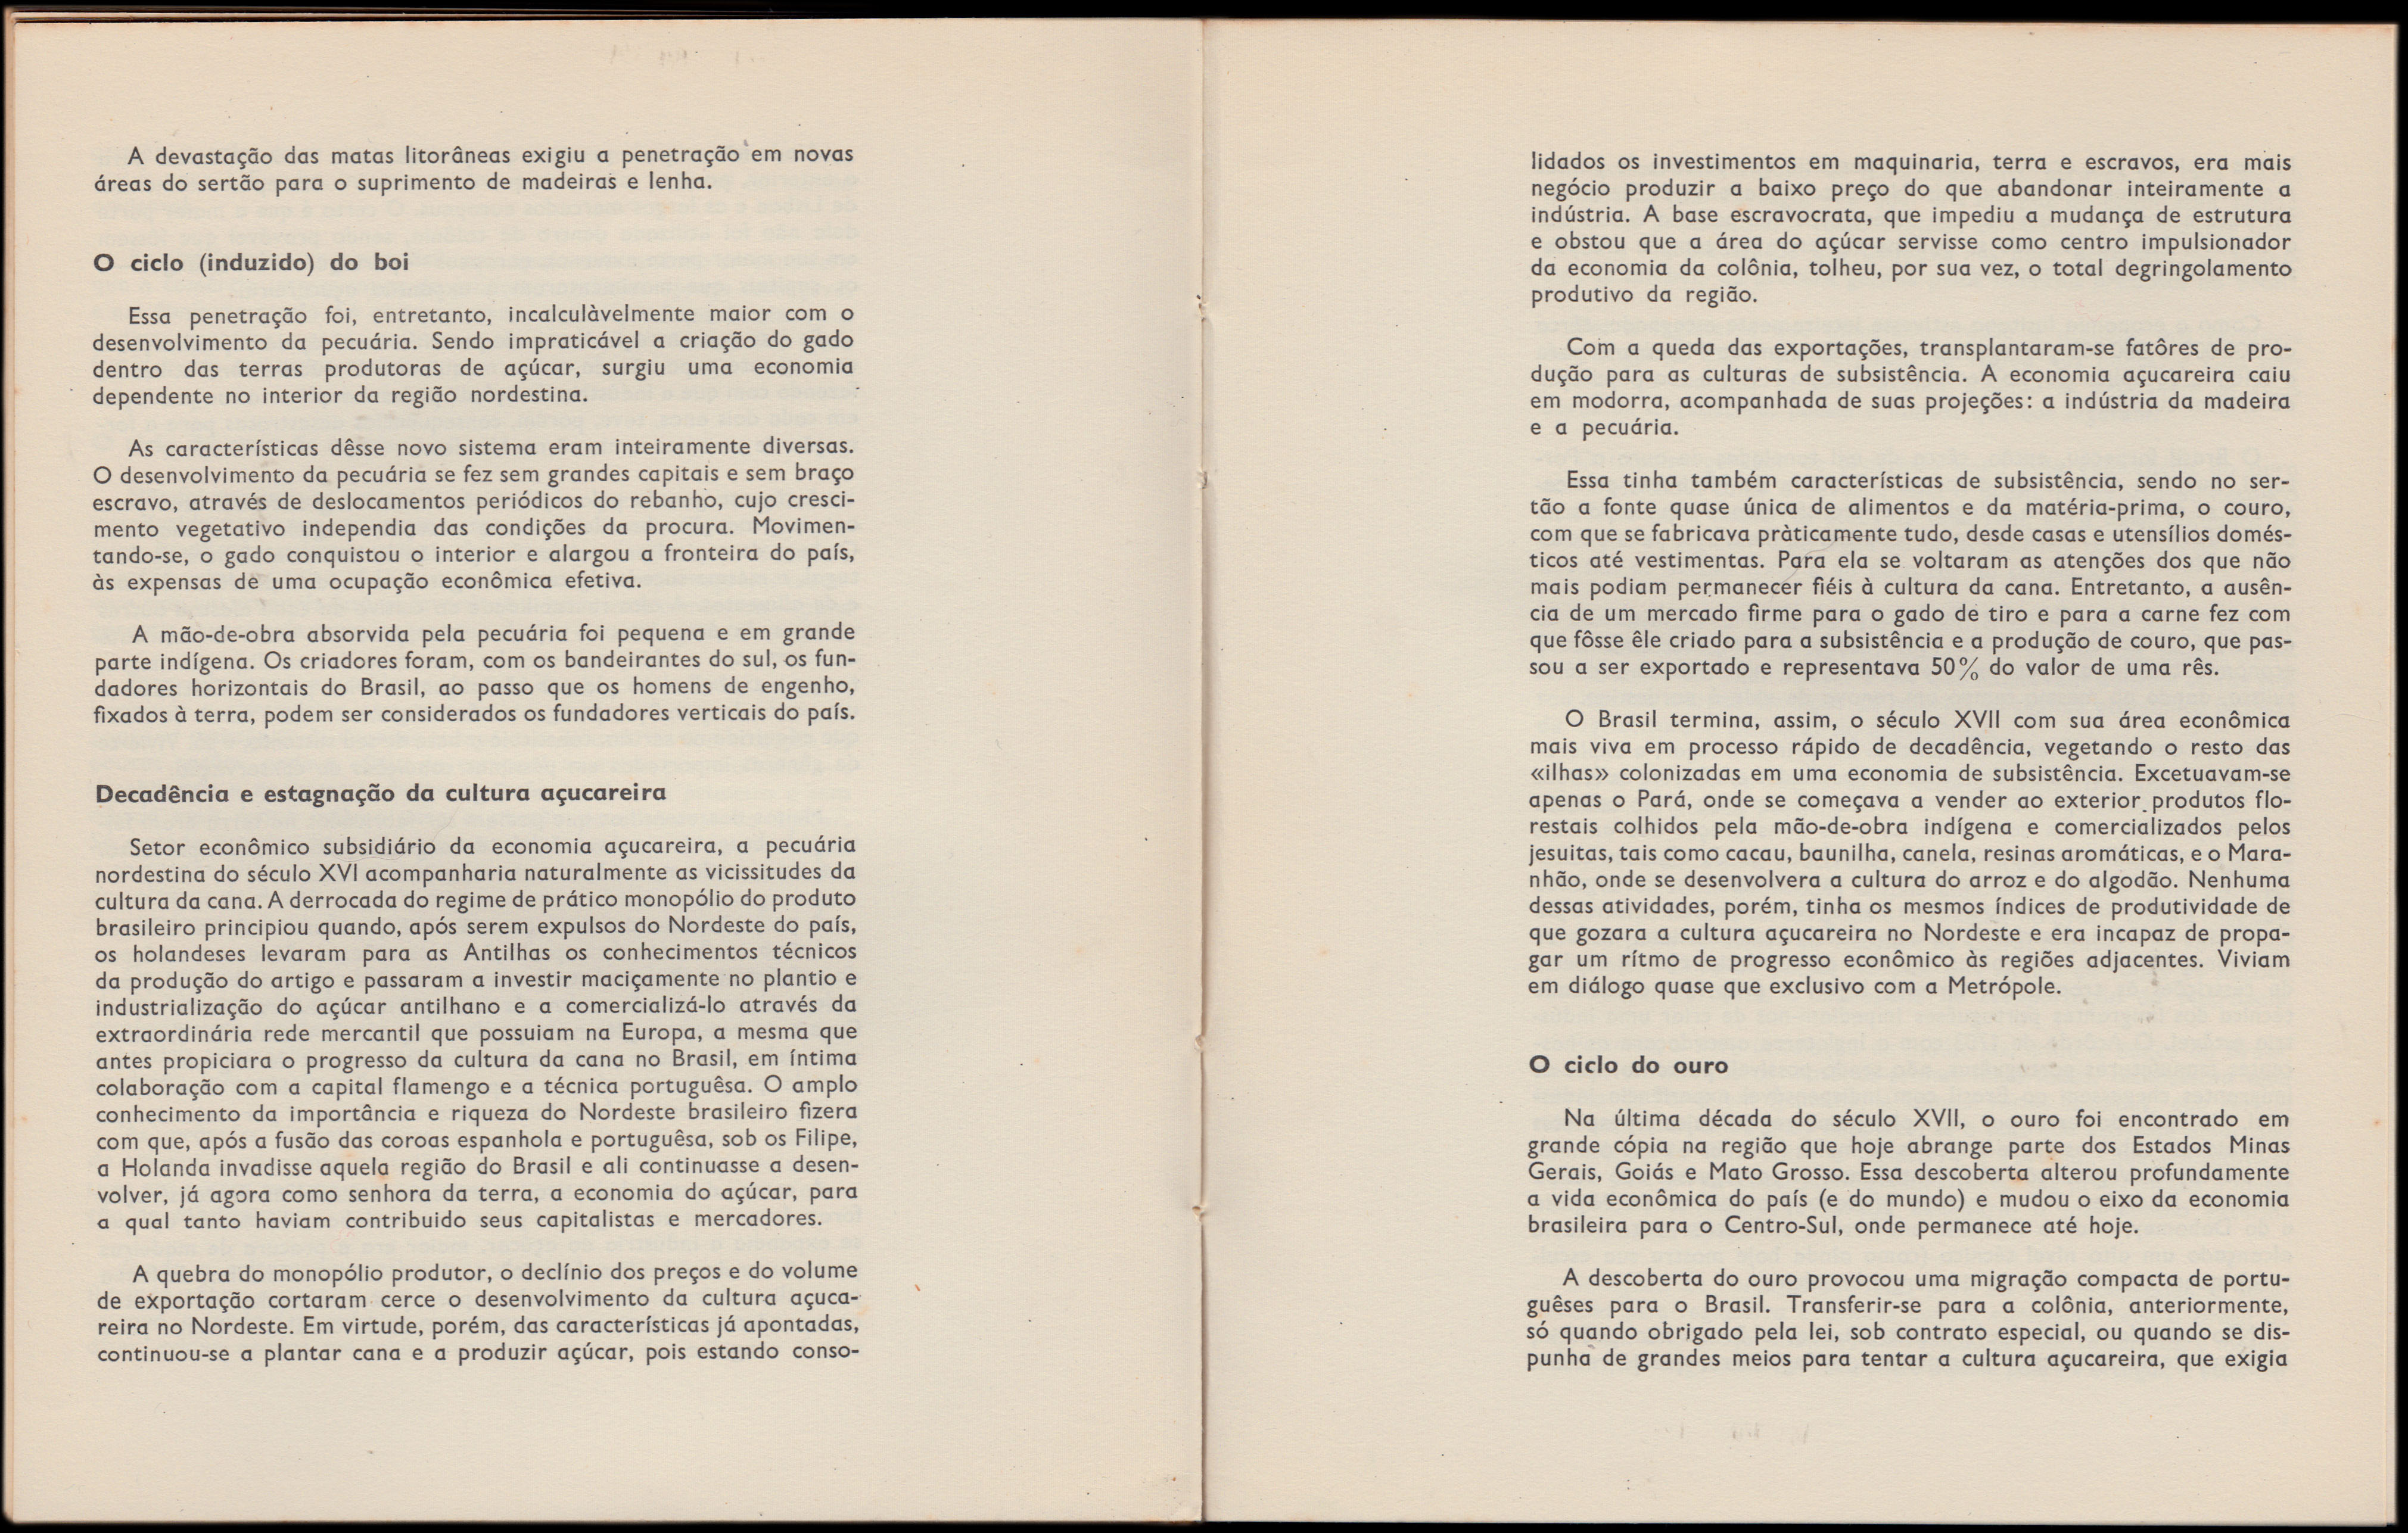 A devastação das matas litorâneas exigiu a penetração em novas
áreas do sertão para o suprimento de madeiras e lenha.
O ciclo (induzido) do boi
Essa penetração foi, entretanto, incalculàvelmente maior com o
desenvolvimento da pecuária. Sendo impraticável a criação do gado
dentro das terras produtoras de açúcar, surgiu uma economia
dependente no interior da região nordestina.
As características dêsse novo sistema eram inteiramente diversas.
O desenvolvimento da pecuária se fez sem grandes capitais e sem braço
escravo, através de deslocamentos periódicos do rebanho, cujo cresci-
mento vegetativo independia das condições da procura. Movimen-
tando-se, o gado conquistou o interior e alargou a fronteira do país,
às expensas de uma ocupação econômica efetiva.
A mão-de-obra absorvida pela pecuária foi pequena e em grande
parte indígena. Os criadores foram, com os bandeirantes do sul, os fun-
dadores horizontais do Brasil, ao passo que os homens de engenho,
fixados à terra, podem ser considerados os fundadores verticais do país.
Decadência e estagnação da cultura açucareira
Setor econômico subsidiário da economia açucareira, a pecuária
nordestina do século XVI acompanharia naturalmente as vicissitudes da
cultura da cana. A derrocada do regime de prático monopólio do produto
brasileiro principiou quando, após serem expulsos do Nordeste do país,
os holandeses levaram para as Antilhas os conhecimentos técnicos
da produção do artigo e passaram a investir maciçamente no plantio e
industrialização do açúcar antilhano e a comercializá-lo através da
extraordinária rede mercantil que possuiam na Europa, a mesma que
antes propiciara o progresso da cultura da cana no Brasil, em íntima
colaboração com a capital flamengo e a técnica portuguêsa. O amplo
conhecimento da importância e riqueza do Nordeste brasileiro fizera
com que, após a fusão das coroas espanhola e portuguêsa, sob os Filipe,
a Holanda invadisse aquela região do Brasil e ali continuasse a desen-
volver, já agora como senhora da terra, a economia do açúcar, para
a qual tanto haviam contribuido seus capitalistas e mercadores.
A quebra do monopólio produtor, o declínio dos preços e do volume
de exportação cortaram cerce o desenvolvimento da cultura açuca-
reira no Nordeste. Em virtude, porém, das características já apontadas,
continuou-se a plantar cana e a produzir açúcar, pois estando conso-
lidados os investimentos em maquinaria, terra e escravos, era mais
negócio produzir a baixo preço do que abandonar inteiramente a
indústria. A base escravocrata, que impediu a mudança de estrutura
e obstou que a área do açúcar servisse como centro impulsionador
da economia da colônia, tolheu, por sua vez, o total degringolamento
produtivo da região.
Com a queda das exportações, transplantaram-se fatôres de pro-
dução para as culturas de subsistência. A economia açucareira caiu
em modorra, acompanhada de suas projeções: a indústria da madeira
e a pecuária.
Essa tinha também características de subsistência, sendo no ser-
tão a fonte quase única de alimentos e da matéria-prima, o couro,
com que se fabricava pràticamente tudo, desde casas e utensílios domés-
ticos até vestimentas. Para ela se voltaram as atenções dos que não
mais podiam permanecer fiéis à cultura da cana. Entretanto, a ausên-
cia de um mercado firme para o gado de tiro e para a carne fez com
que fôsse êle criado para a subsistência e a produção de couro, que pas-
sou a ser exportado e representava 50% do valor de uma rês.
O Brasil termina, assim, o século XVII com sua área econômica
mais viva em processo rápido de decadência, vegetando o resto das
«ilhas» colonizadas em uma economia de subsistência. Excetuavam-se
apenas o Pará, onde se começava a vender ao exterior produtos flo-
restais colhidos pela mão-de-obra indígena e comercializados pelos
jesuitas, tais como cacau, baunilha, canela, resinas aromáticas, e o Mara-
nhão, onde se desenvolvera a cultura do arroz e do algodão. Nenhuma
dessas atividades, porém, tinha os mesmos índices de produtividade de
que gozara a cultura açucareira no Nordeste e era incapaz de propa-
gar um rítmo de progresso econômico às regiões adjacentes. Viviam
em diálogo quase que exclusivo com a Metrópole.
O ciclo do ouro
Na última década do século XVII, o ouro foi encontrado em
grande cópia na região que hoje abrange parte dos Estados Minas
Gerais, Goiás e Mato Grosso. Essa descoberta alterou profundamente
a vida econômica do país (e do mundo) e mudou o eixo da economia
brasileira para o Centro-Sul, onde permanece até hoje.
A descoberta do ouro provocou uma migração compacta de portu-
guêses para o Brasil. Transferir-se para a colônia, anteriormente,
só quando obrigado pela lei, sob contrato especial, ou quando se dis-
punha de grandes meios para tentar a cultura açucareira, que exigia